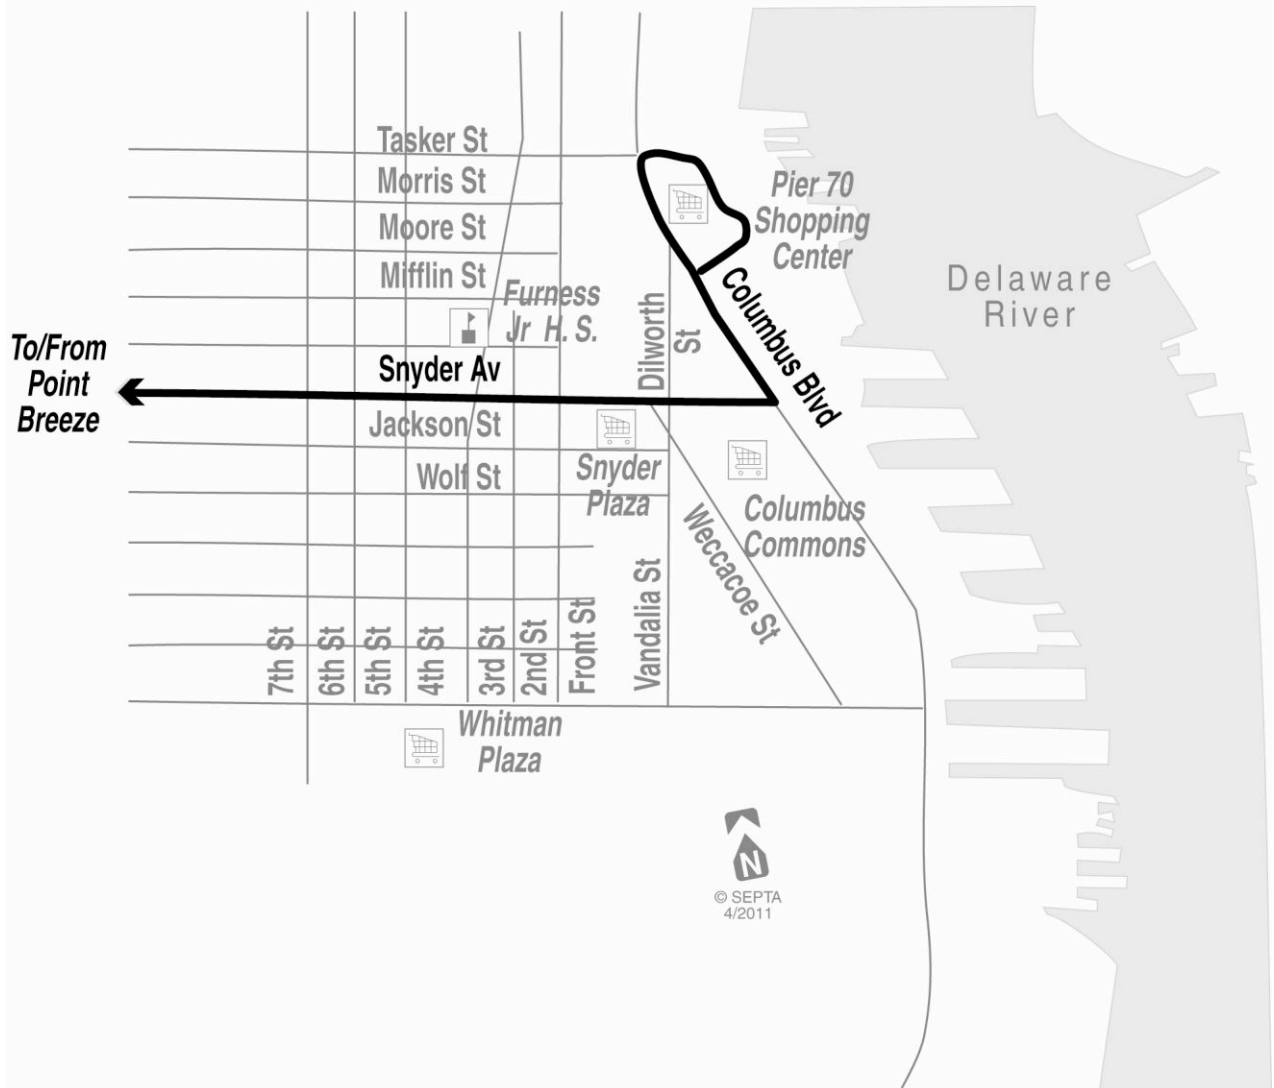 Tasker St
Morris St
Moore St
Mifflin St
Furness
Jr H. S.
Pier 70
Shopping
Center
Delaware
River
Columbus Blvd
Dilworth
St
To/From
Point
Breeze
Snyder Av
Jackson St
Wolf St
Snyder
Plaza
Columbus
Commons
Weccacoe St
Vandalia St
7th St
6th St
5th St
4th St
3rd St
2nd St
Front St
Whitman
Plaza
N
© SEPTA
4/2011